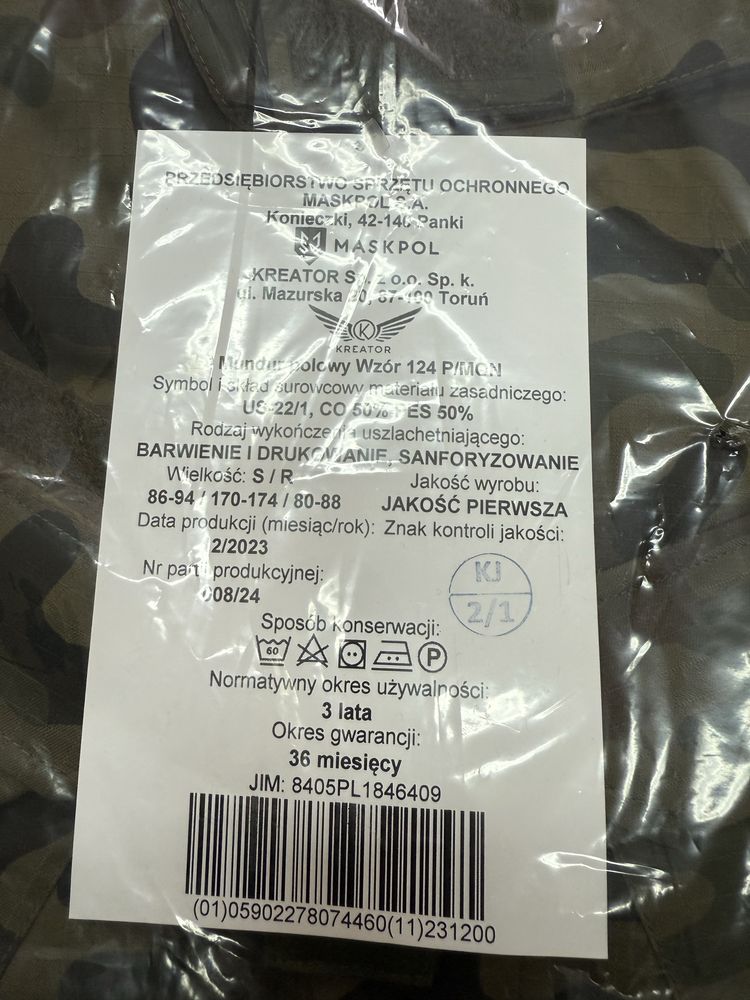 PRZEDSIĘBIORSTWO SPRZĘTU OCHRONNEGO
MASKPOL S.A.
Konieczki, 42-140 Panki
MASKPOL
KREATOR Sp. z o.o. Sp. k.
ul. Mazurska 20, 87-100 Toruń
K
KREATOR
Mundur polowy Wzór 124 P/MON
Symbol i skład surowcowy materiału zasadniczego:
US-22/1, CO 50% PES 50%
Rodzaj wykończenia uszlachetniającego:
BARWIENIE I DRUKOWANIE, SANFORYZOWANIE
Wielkość: S / R
Jakość wyrobu:
86-94 / 170-174 / 80-88
JAKOŚĆ PIERWSZA
Data produkcji (miesiąc/rok):
Znak kontroli jakości:
2/2023
Nr partii produkcyjnej:
008/24
KJ
2/1
Sposób konserwacji:
60
P
Normatywny okres używalności:
3 lata
Okres gwarancji:
36 miesięcy
JIM: 8405PL1846409
(01)05902278074460(11)231200